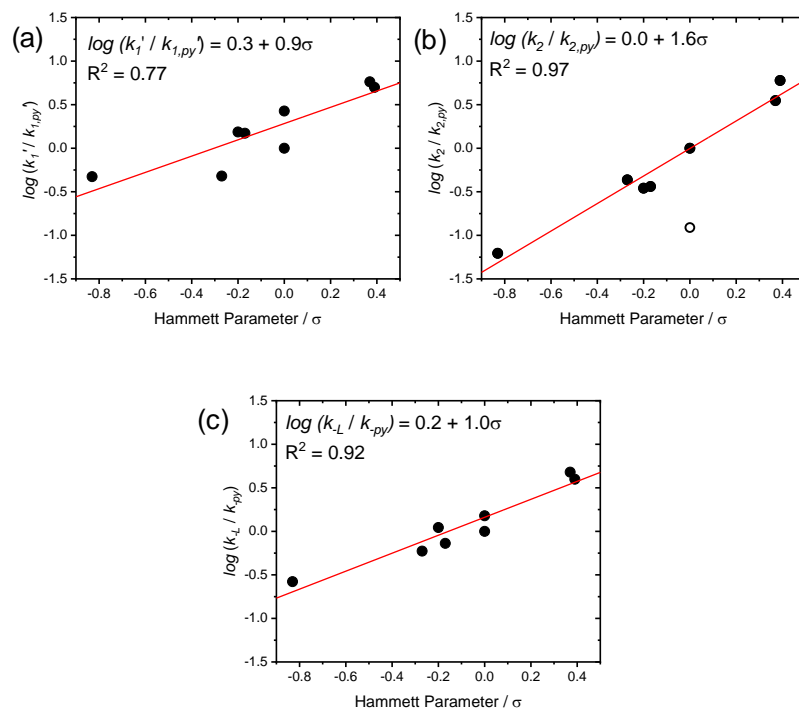 (a)
log (k₁' / k₁,py') = 0.3 + 0.9σ
R² = 0.77
log (k₁' / k₁,py')
1.5
1.0
0.5
0.0
-0.5
-1.0
-1.5
-0.8 -0.6 -0.4 -0.2 0.0 0.2 0.4
Hammett Parameter / σ
(b)
log (k₂ / k₂,py) = 0.0 + 1.6σ
R² = 0.97
log (k₂ / k₂,py)
1.5
1.0
0.5
0.0
-0.5
-1.0
-1.5
-0.8 -0.6 -0.4 -0.2 0.0 0.2 0.4
Hammett Parameter / σ
(c)
log (k-L / k-py) = 0.2 + 1.0σ
R² = 0.92
log (k-L / k-py)
1.5
1.0
0.5
0.0
-0.5
-1.0
-1.5
-0.8 -0.6 -0.4 -0.2 0.0 0.2 0.4
Hammett Parameter / σ